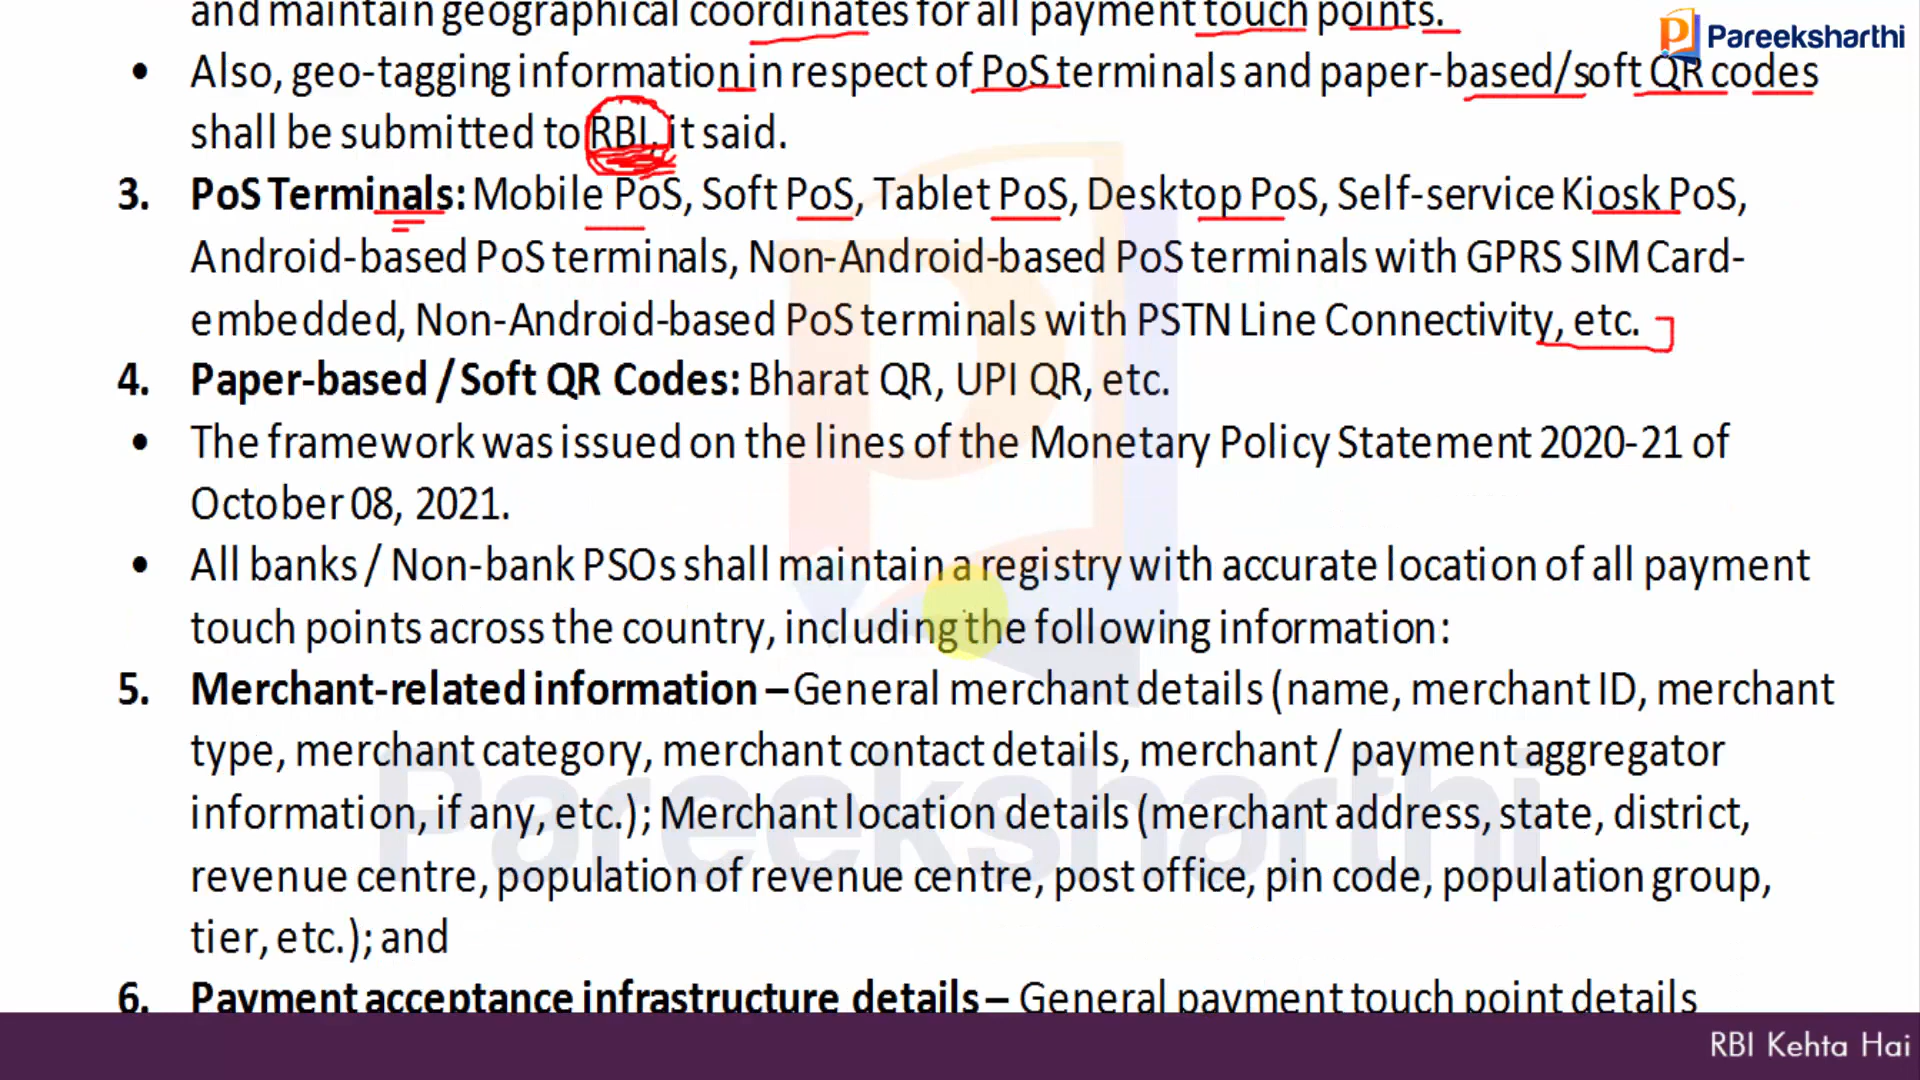 and maintain geographical coordinates for all payment touch points.
Pareeksharthi
• Also, geo-tagging information in respect of PoS terminals and paper-based/soft QR codes
shall be submitted to RBI, it said.
3. PoS Terminals: Mobile PoS, Soft PoS, Tablet PoS, Desktop PoS, Self-service Kiosk PoS,
Android-based PoS terminals, Non-Android-based PoS terminals with GPRS SIM Card-
embedded, Non-Android-based PoS terminals with PSTN Line Connectivity, etc.
4. Paper-based / Soft QR Codes: Bharat QR, UPI QR, etc.
• The framework was issued on the lines of the Monetary Policy Statement 2020-21 of
October 08, 2021.
• All banks / Non-bank PSOs shall maintain a registry with accurate location of all payment
touch points across the country, including the following information:
5. Merchant-related information – General merchant details (name, merchant ID, merchant
type, merchant category, merchant contact details, merchant / payment aggregator
information, if any, etc.); Merchant location details (merchant address, state, district,
Pareeksharthi
revenue centre, population of revenue centre, post office, pin code, population group,
tier, etc.); and
6. Payment acceptance infrastructure details – General payment touch point details
RBI Kehta Hai